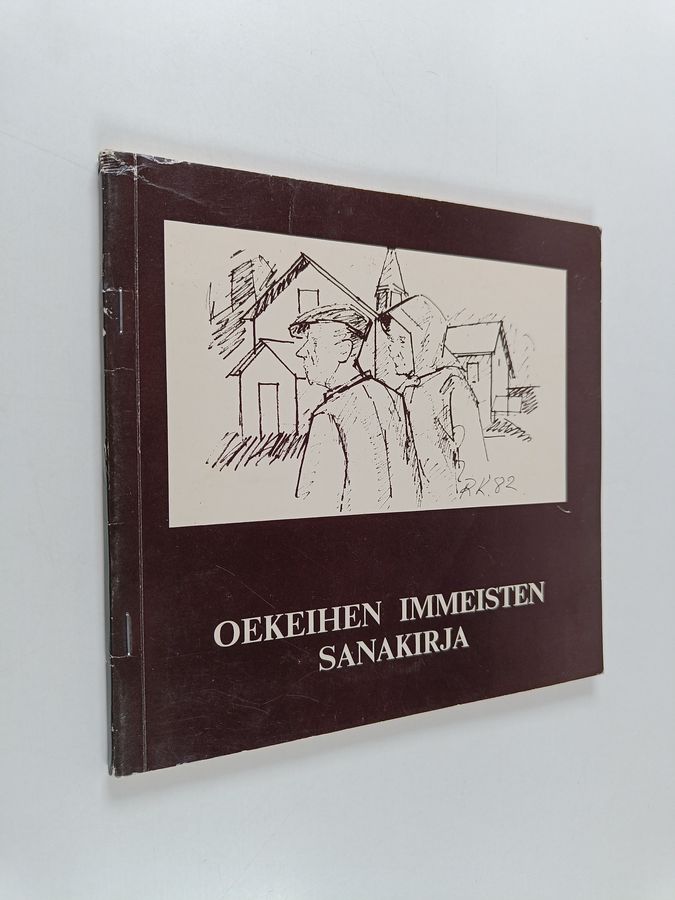 R.K. 82
OEKEIHEN IMMEISTEN
SANAKIRJA